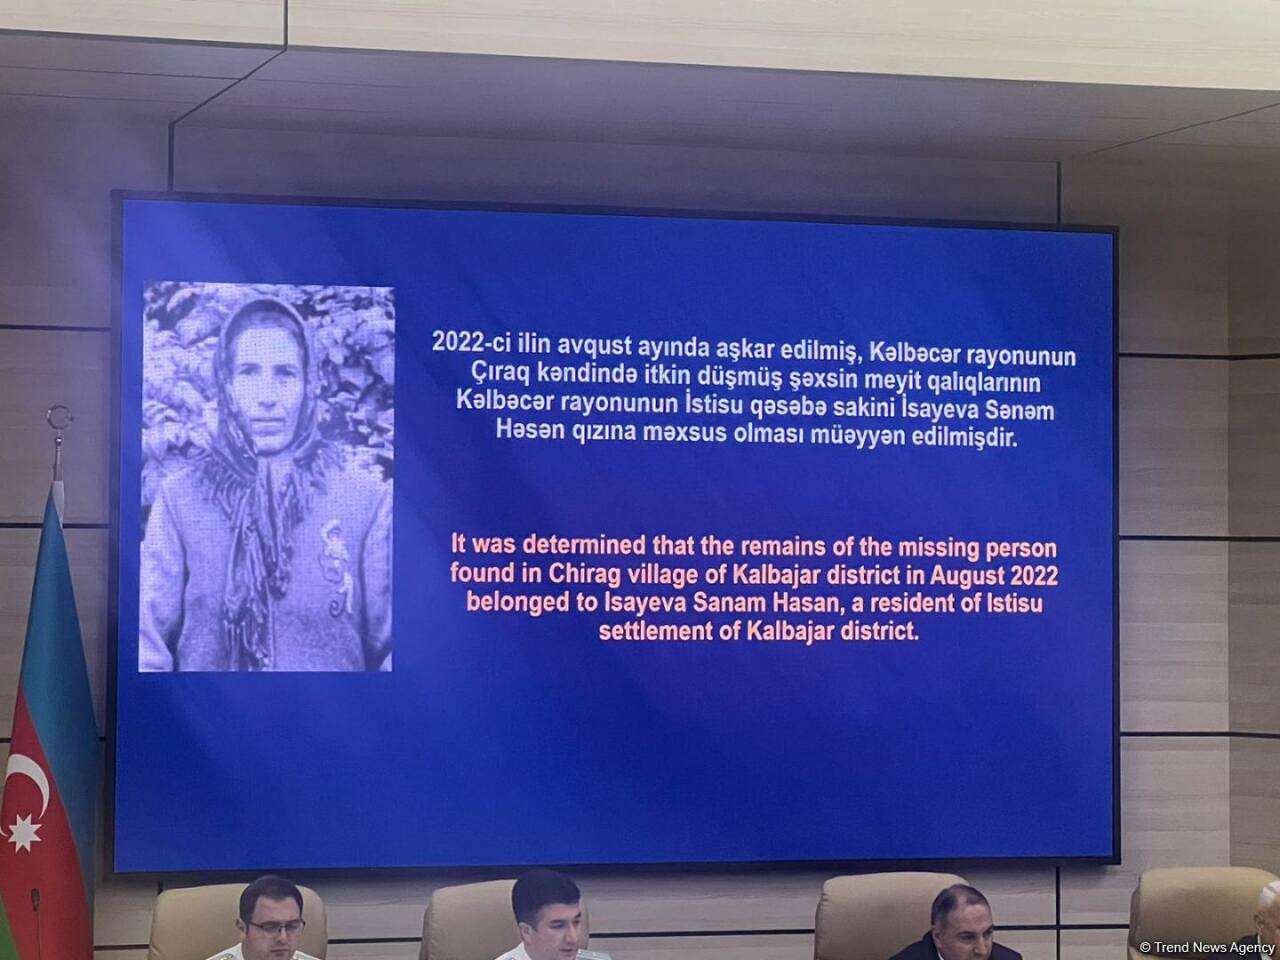 2022-ci ilin avqust ayında aşkar edilmiş, Kəlbəcər rayonunun
Çıraq kəndində itkin düşmüş şəxsin meyit qalıqlarının
Kəlbəcər rayonunun İstisu qəsəbə sakini İsayeva Sənəm
Həsən qızına məxsus olması müəyyən edilmişdir.
It was determined that the remains of the missing person
found in Chirag village of Kalbajar district in August 2022
belonged to Isayeva Sanam Hasan, a resident of Istisu
settlement of Kalbajar district.
© Trend News Agency